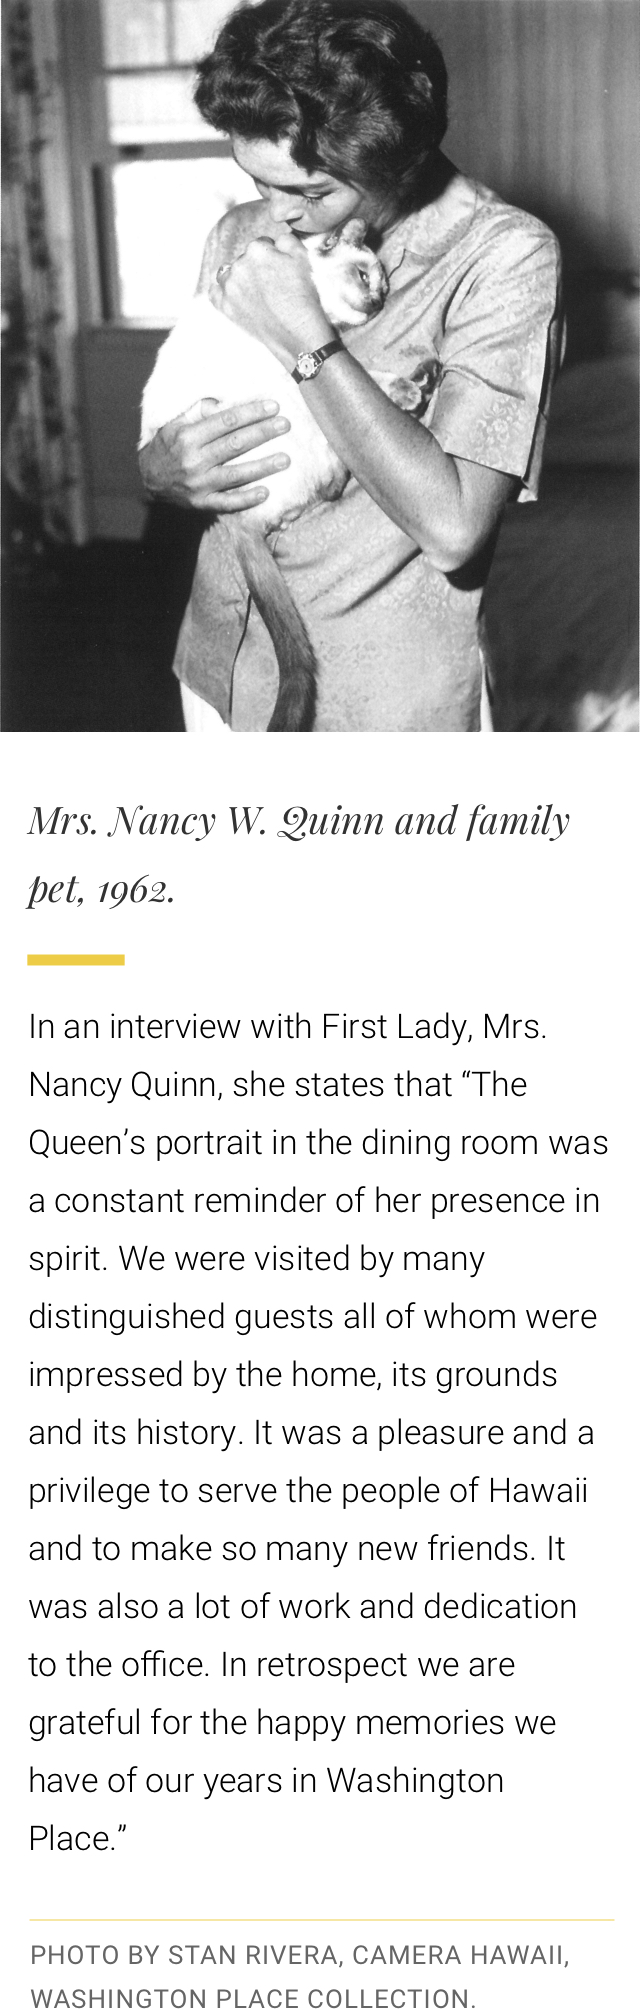 Mrs. Nancy W. Quinn and family
pet, 1962.
In an interview with First Lady, Mrs.
Nancy Quinn, she states that “The
Queen’s portrait in the dining room was
a constant reminder of her presence in
spirit. We were visited by many
distinguished guests all of whom were
impressed by the home, its grounds
and its history. It was a pleasure and a
privilege to serve the people of Hawaii
and to make so many new friends. It
was also a lot of work and dedication
to the office. In retrospect we are
grateful for the happy memories we
have of our years in Washington
Place.”
PHOTO BY STAN RIVERA, CAMERA HAWAII,
WASHINGTON PLACE COLLECTION.